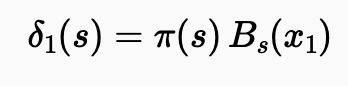 δ₁(s) = π(s) Bₛ(x₁)